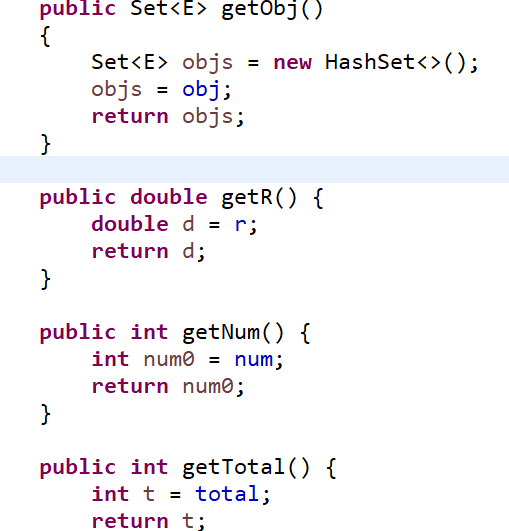 public Set<E> getObj()
{
Set<E> objs = new HashSet<>();
objs = obj;
return objs;
}
public double getR() {
double d = r;
return d;
}
public int getNum() {
int num0 = num;
return num0;
}
public int getTotal() {
int t = total;
return t;